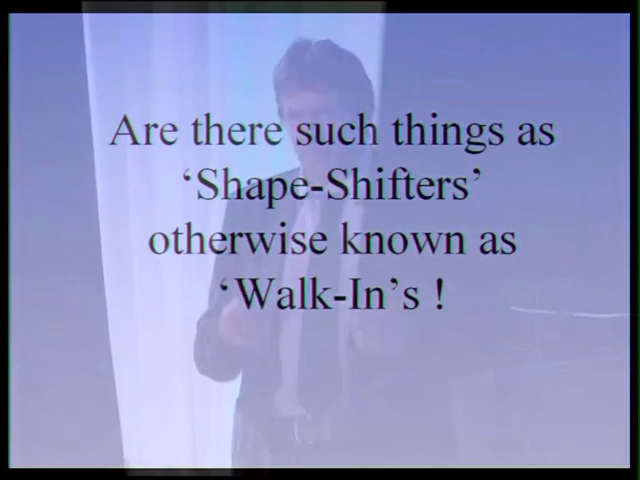 Are there such things as
‘Shape-Shifters’
otherwise known as
‘Walk-In’s !